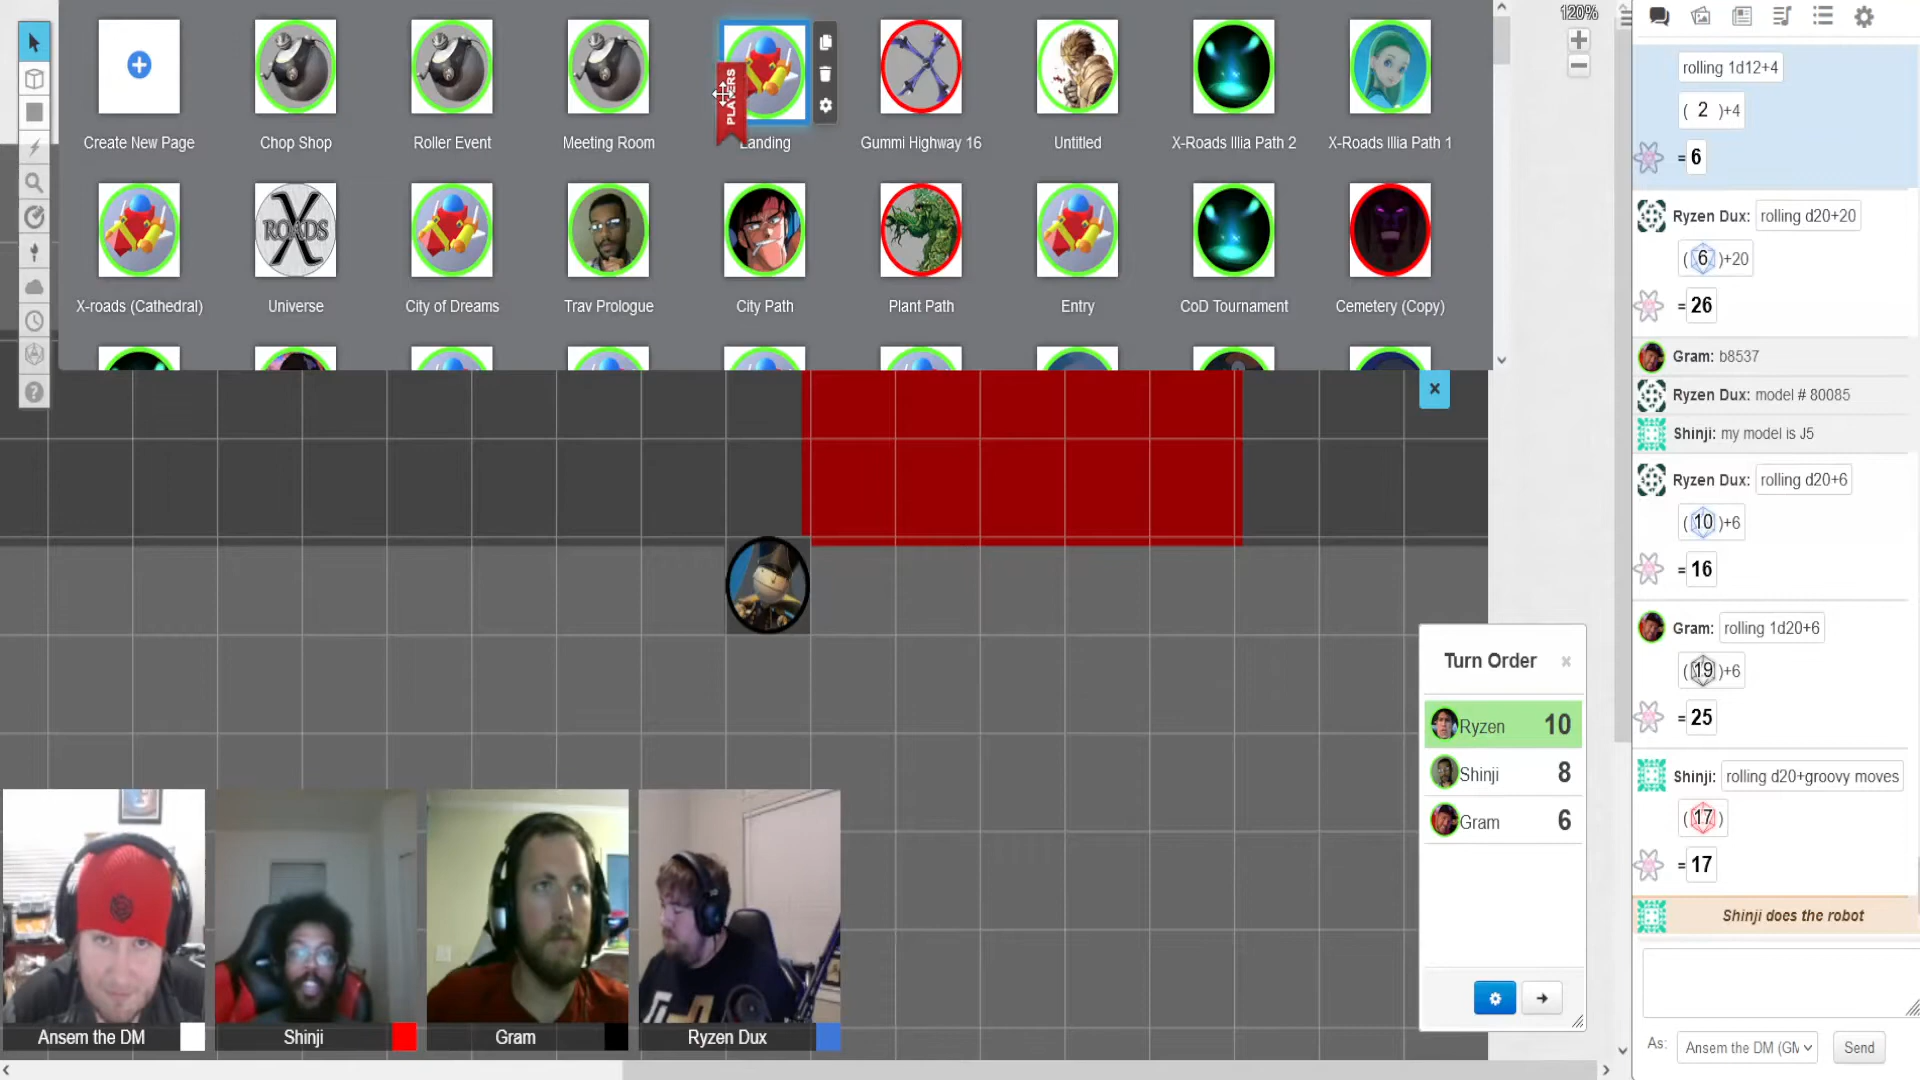 120%
Create New Page
Chop Shop
Roller Event
Meeting Room
PLAYERS
Landing
Gummi Highway 16
Untitled
X-Roads Illia Path 2
X-Roads Illia Path 1
X-roads (Cathedral)
ROADS
Universe
City of Dreams
Trav Prologue
City Path
Plant Path
Entry
CoD Tournament
Cemetery (Copy)
rolling 1d12+4
( 2 )+4
= 6
Ryzen Dux: rolling d20+20
( 6 )+20
= 26
Gram: b8537
Ryzen Dux: model # 80085
Shinji: my model is J5
Ryzen Dux: rolling d20+6
( 10 )+6
= 16
Gram: rolling 1d20+6
( 19 )+6
= 25
Shinji: rolling d20+groovy moves
( 17 )
= 17
Shinji does the robot
As: Ansem the DM (GM
Send
Turn Order ×
Ryzen 10
Shinji 8
Gram 6
Ansem the DM
Shinji
Gram
Ryzen Dux